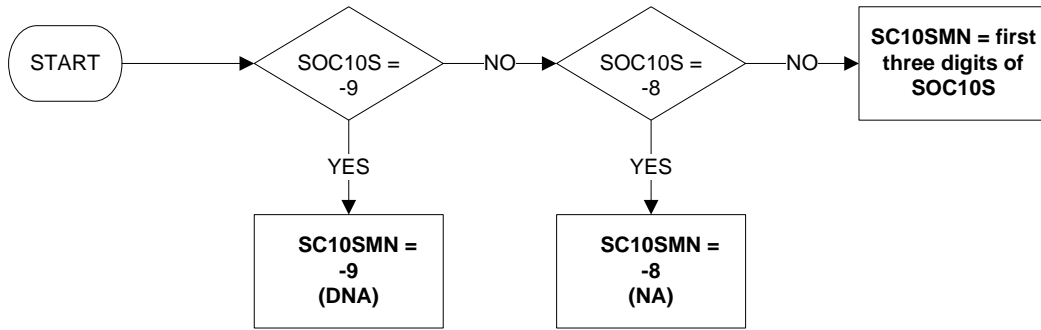 START
SOC10S =
-9
NO
SOC10S =
-8
NO
SC10SMN = first
three digits of
SOC10S
YES
YES
SC10SMN =
-9
(DNA)
SC10SMN =
-8
(NA)